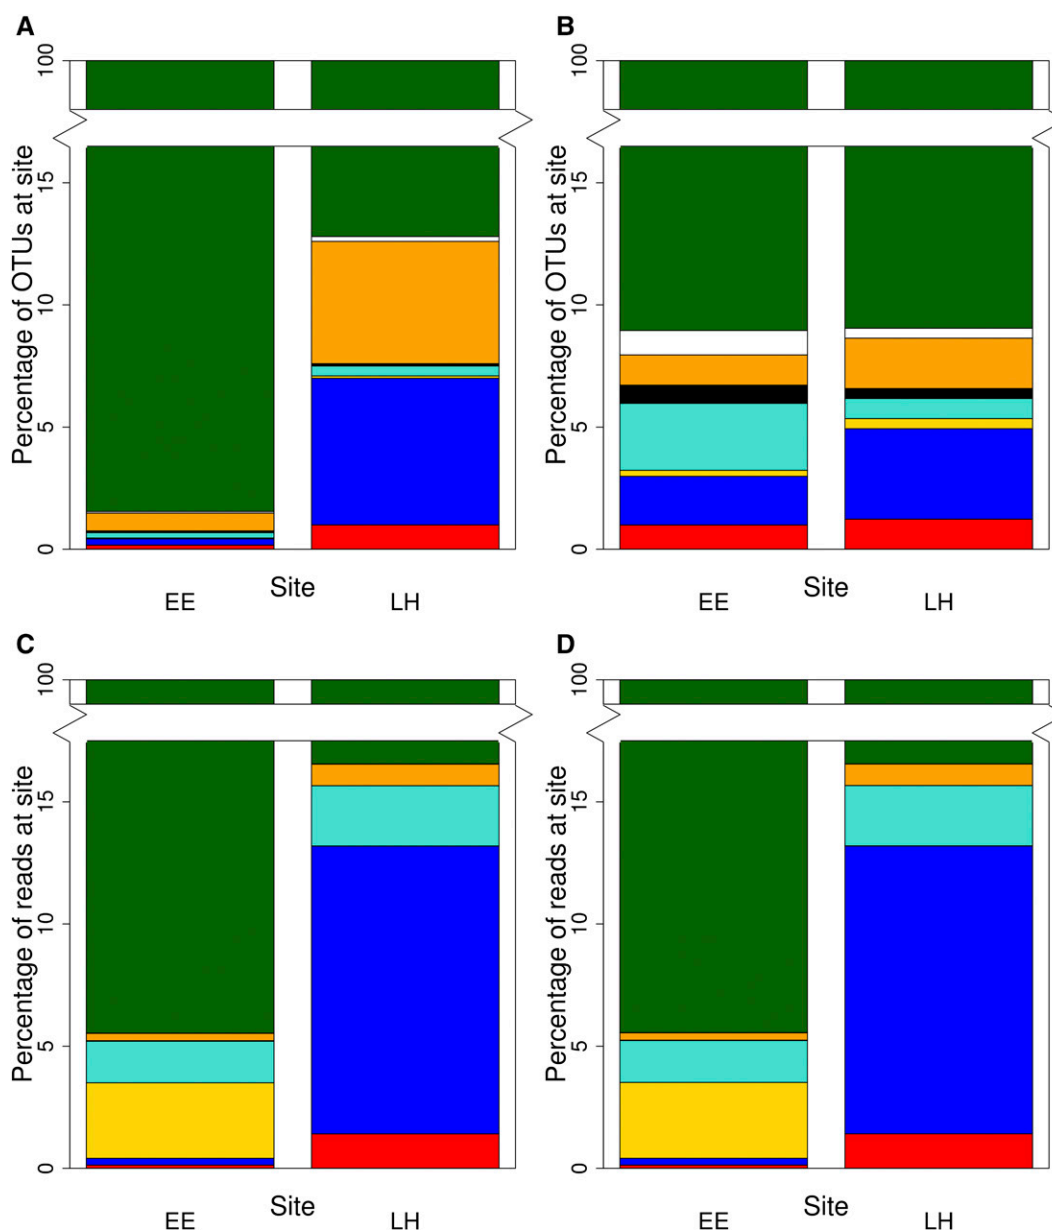 A
Percentage of OTUs at site
0 5 10 15 100
EE LH
Site
B
Percentage of OTUs at site
0 5 10 15 100
EE LH
Site
C
Percentage of reads at site
0 5 10 15 100
EE LH
Site
D
Percentage of reads at site
0 5 10 15 100
EE LH
Site